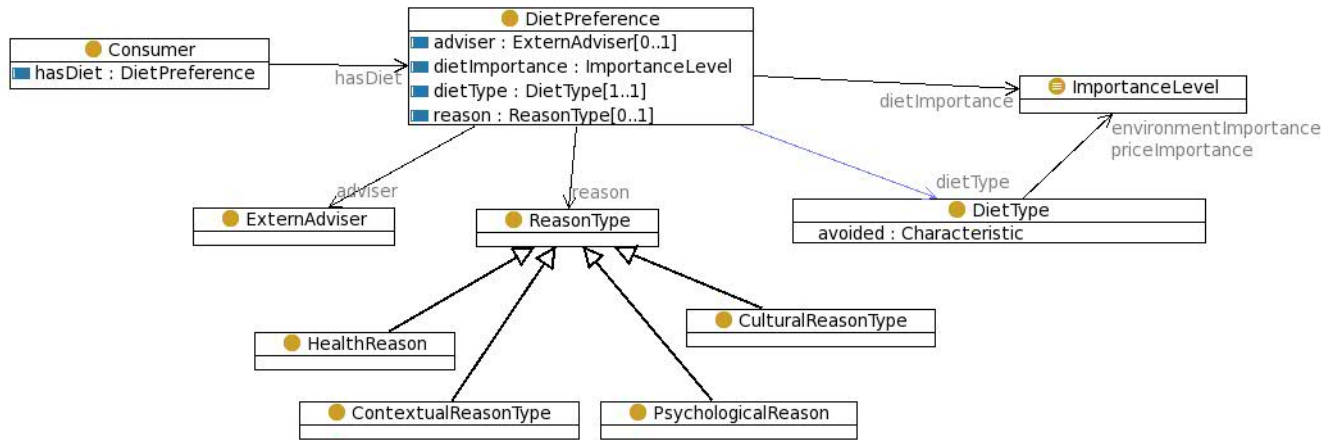 DietPreference
adviser : ExternAdviser[0..1]
dietImportance : ImportanceLevel
dietType : DietType[1..1]
reason : ReasonType[0..1]
Consumer
hasDiet : DietPreference
hasDiet
ImportanceLevel
dietImportance
environmentImportance
priceImportance
adviser
reason
dietType
ExternAdviser
ReasonType
DietType
avoided : Characteristic
HealthReason
CulturalReasonType
ContextualReasonType
PsychologicalReason